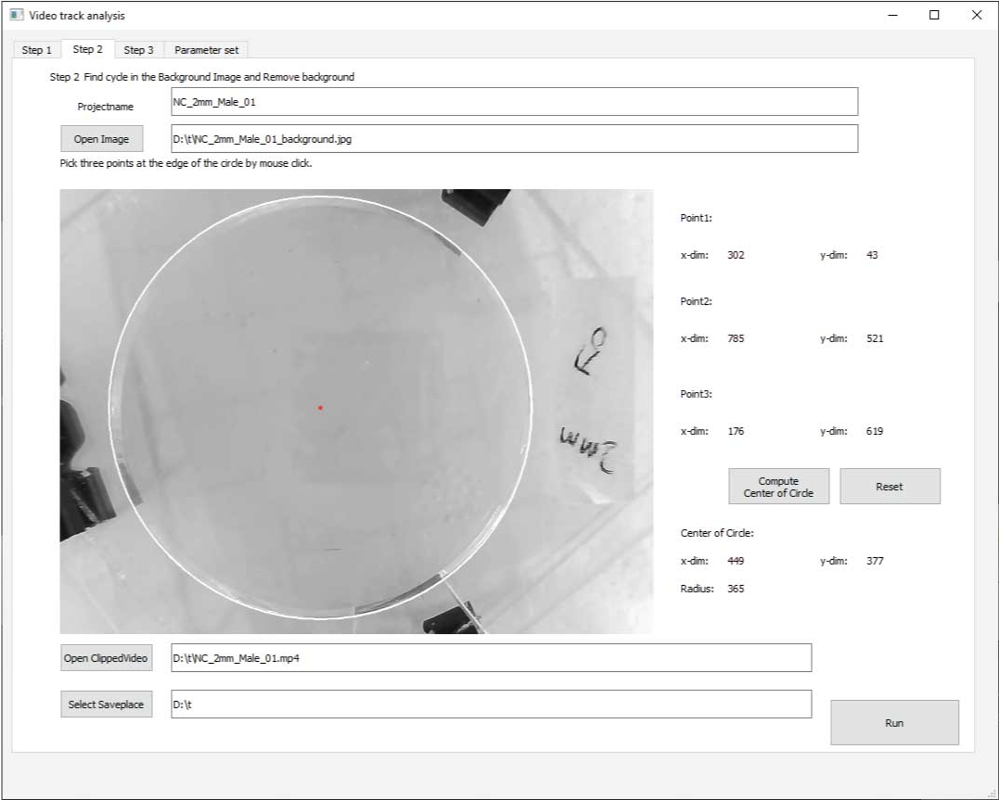 Video track analysis
Step 1 Step 2 Step 3 Parameter set
Step 2 Find cycle in the Background Image and Remove background
Projectname NC_2mm_Male_01
Open Image D:\t\NC_2mm_Male_01_background.jpg
Pick three points at the edge of the circle by mouse click.
Point1:
x-dim: 302 y-dim: 43
Point2:
x-dim: 785 y-dim: 521
2mm
Point3:
x-dim: 176 y-dim: 619
Compute
Center of Circle
Reset
Center of Circle:
x-dim: 449 y-dim: 377
Radius: 365
Open ClippedVideo D:\t\NC_2mm_Male_01.mp4
Select Saveplace D:\t
Run